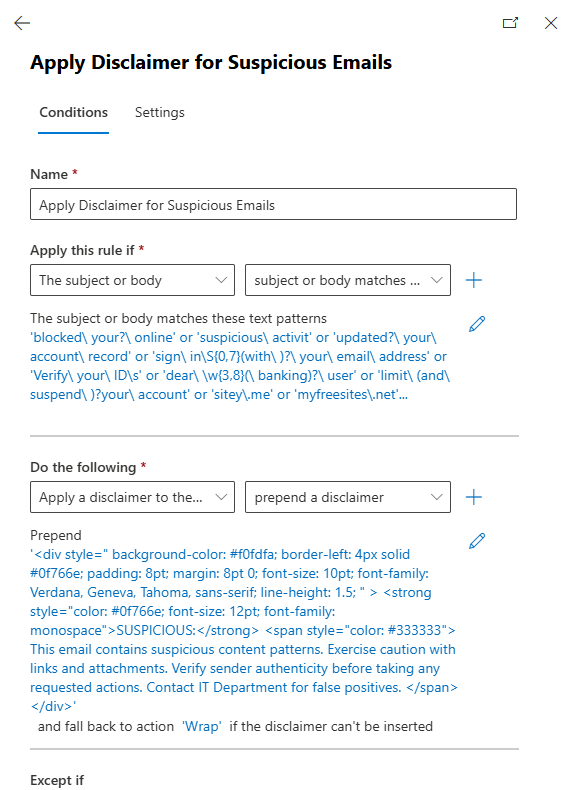 Apply Disclaimer for Suspicious Emails
Conditions Settings
Name *
Apply Disclaimer for Suspicious Emails
Apply this rule if *
The subject or body subject or body matches ...
The subject or body matches these text patterns
'blocked\ your?\ online' or 'suspicious\ activit' or 'updated?\ your\
account\ record' or 'sign\ in\S{0,7}(with\ )?\ your\ email\ address' or
'Verify\ your\ ID\s' or 'dear\ \w{3,8}(\ banking)?\ user' or 'limit\ (and\
suspend\ )?your\ account' or 'sitey\.me' or 'myfreesites\.net'...
Do the following *
Apply a disclaimer to the... prepend a disclaimer
Prepend
'<div style=" background-color: #f0fdfa; border-left: 4px solid
#0f766e; padding: 8pt; margin: 8pt 0; font-size: 10pt; font-family:
Verdana, Geneva, Tahoma, sans-serif; line-height: 1.5; " > <strong
style="color: #0f766e; font-size: 12pt; font-family:
monospace">SUSPICIOUS:</strong> <span style="color: #333333">
This email contains suspicious content patterns. Exercise caution with
links and attachments. Verify sender authenticity before taking any
requested actions. Contact IT Department for false positives. </span>
</div>'
and fall back to action 'Wrap' if the disclaimer can't be inserted
Except if